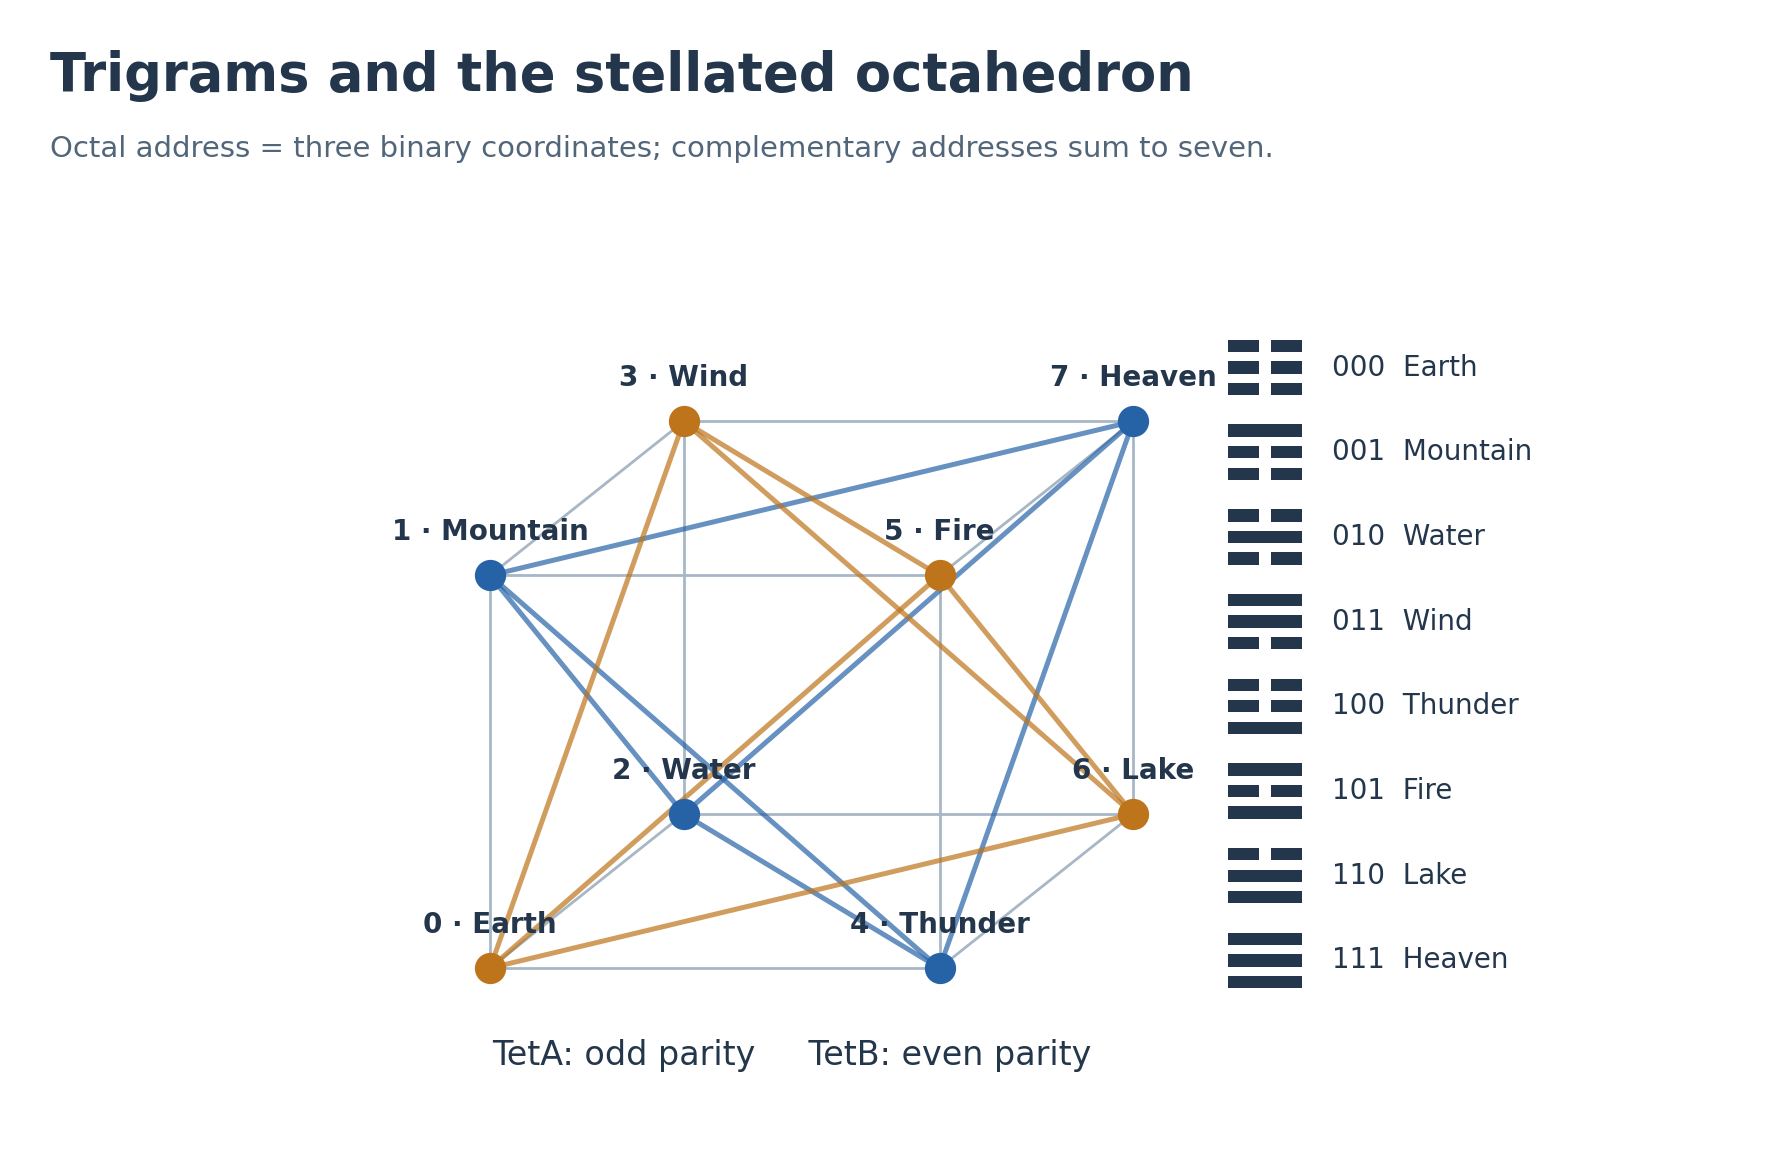 Trigrams and the stellated octahedron
Octal address = three binary coordinates; complementary addresses sum to seven.
3 · Wind
7 · Heaven
1 · Mountain
5 · Fire
2 · Water
6 · Lake
0 · Earth
4 · Thunder
000 Earth
001 Mountain
010 Water
011 Wind
100 Thunder
101 Fire
110 Lake
111 Heaven
TetA: odd parity TetB: even parity